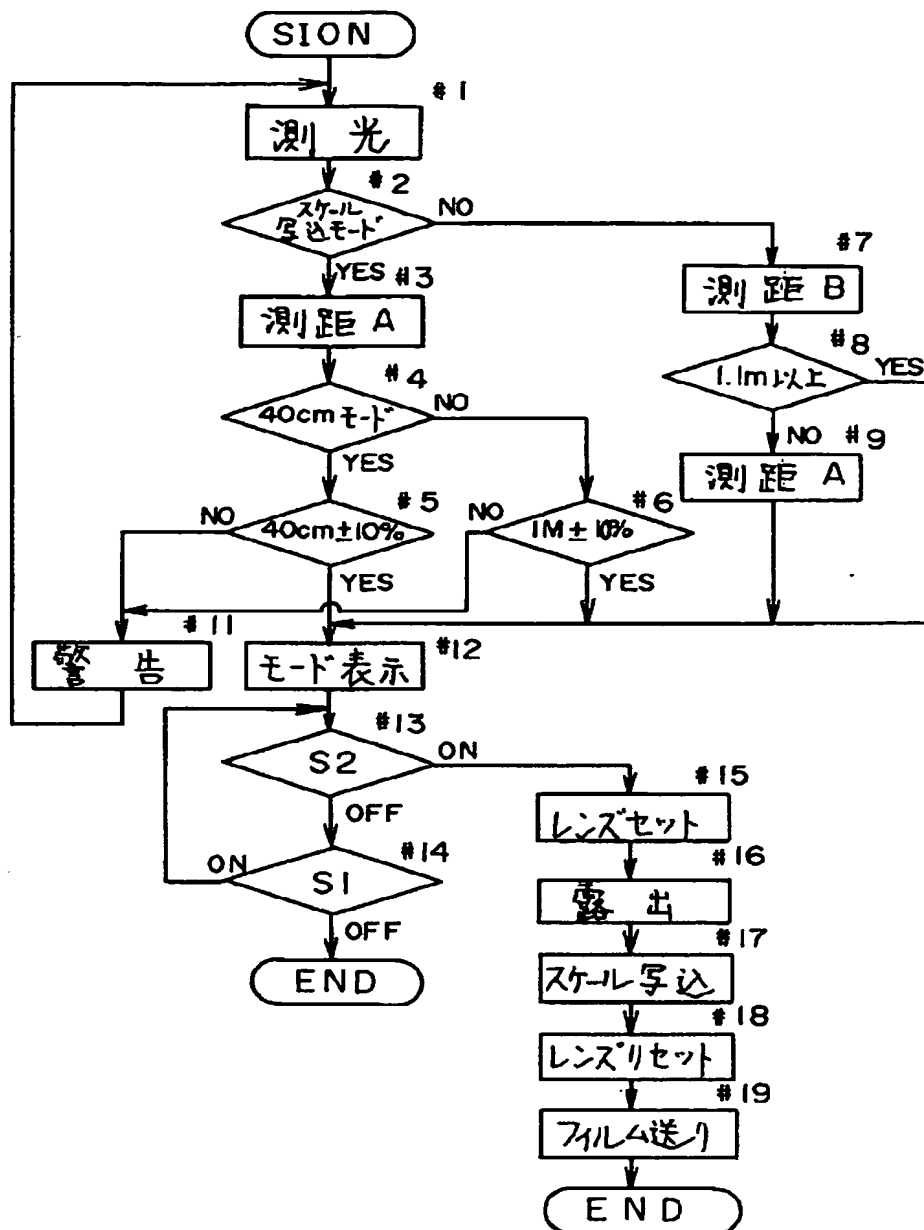 SION
#1
測光
#2
スケール
写込モード
NO
YES
#3
測距 A
#7
測距 B
#8
1.1m以上
YES
#4
40cmモード
NO
YES
NO
#9
測距 A
#5
NO
40cm±10%
YES
#6
NO
1M±10%
YES
#11
警告
#12
モード表示
#13
S2
ON
OFF
#14
ON
S1
OFF
END
#15
レンズセット
#16
露出
#17
スケール写込
#18
レンズリセット
#19
フィルム送り
END